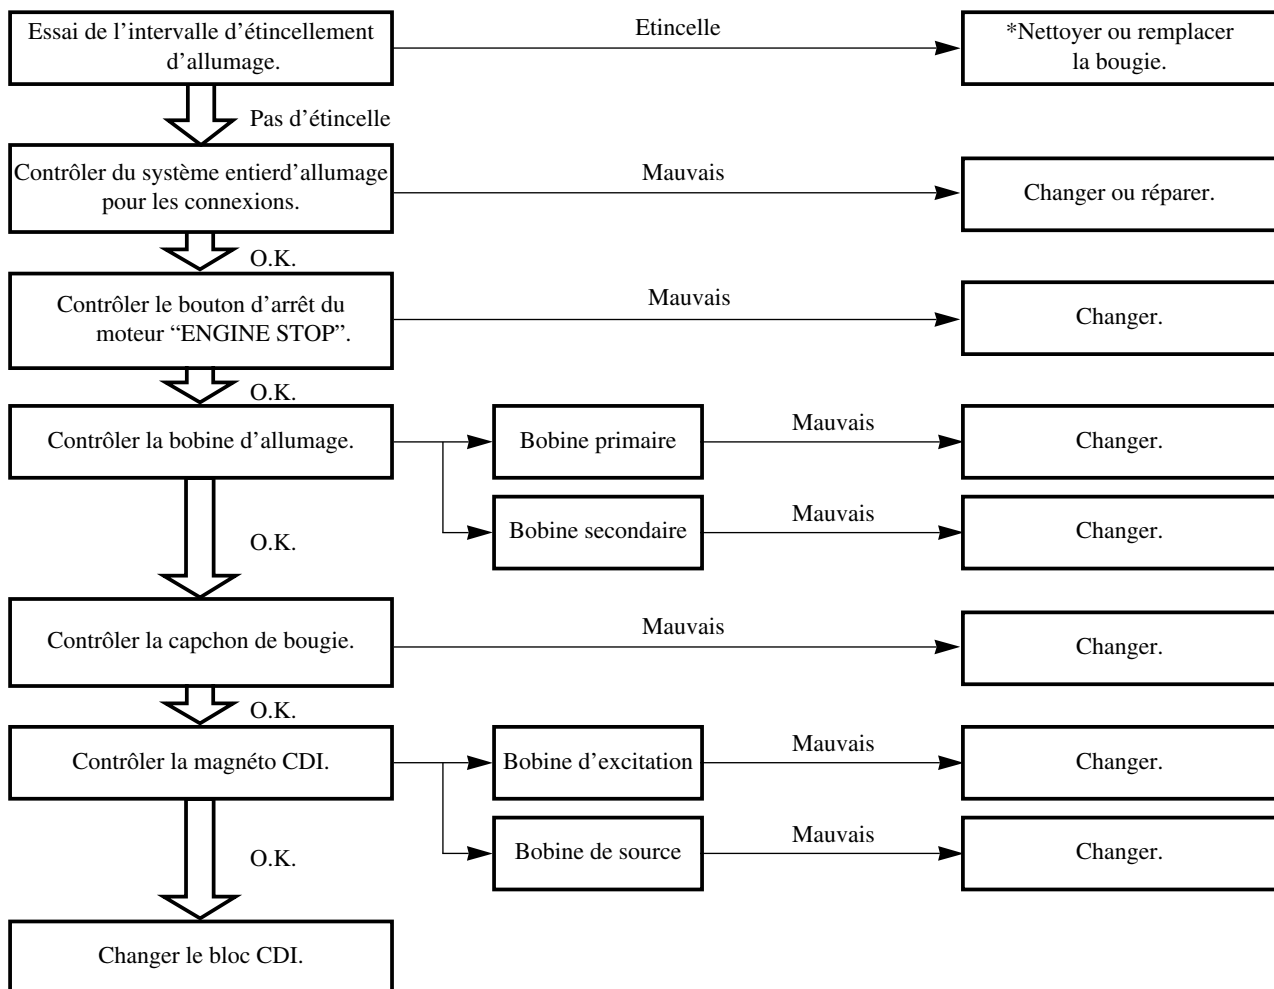 Essai de l’intervalle d’étincellement
d’allumage.
Etincelle
*Nettoyer ou remplacer
la bougie.
Pas d’étincelle
Contrôler du système entierd’allumage
pour les connexions.
Mauvais
Changer ou réparer.
O.K.
Contrôler le bouton d’arrêt du
moteur “ENGINE STOP”.
Mauvais
Changer.
O.K.
Contrôler la bobine d’allumage.
Bobine primaire
Mauvais
Changer.
Bobine secondaire
Mauvais
Changer.
O.K.
Contrôler la capchon de bougie.
Mauvais
Changer.
O.K.
Contrôler la magnéto CDI.
Bobine d’excitation
Mauvais
Changer.
Bobine de source
Mauvais
Changer.
O.K.
Changer le bloc CDI.